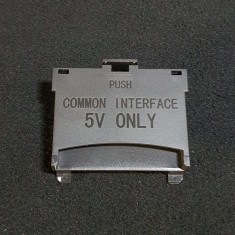 PUSH
COMMON INTERFACE
5V ONLY